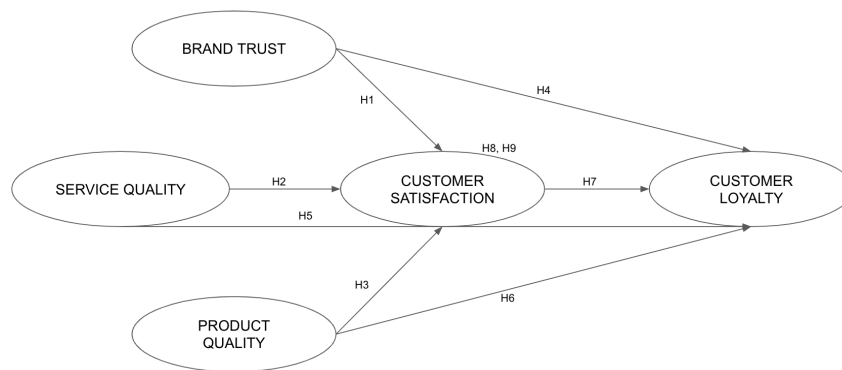 BRAND TRUST
H1
H4
H8, H9
SERVICE QUALITY
H2
CUSTOMER
SATISFACTION
H7
CUSTOMER
LOYALTY
H5
H3
H6
PRODUCT
QUALITY